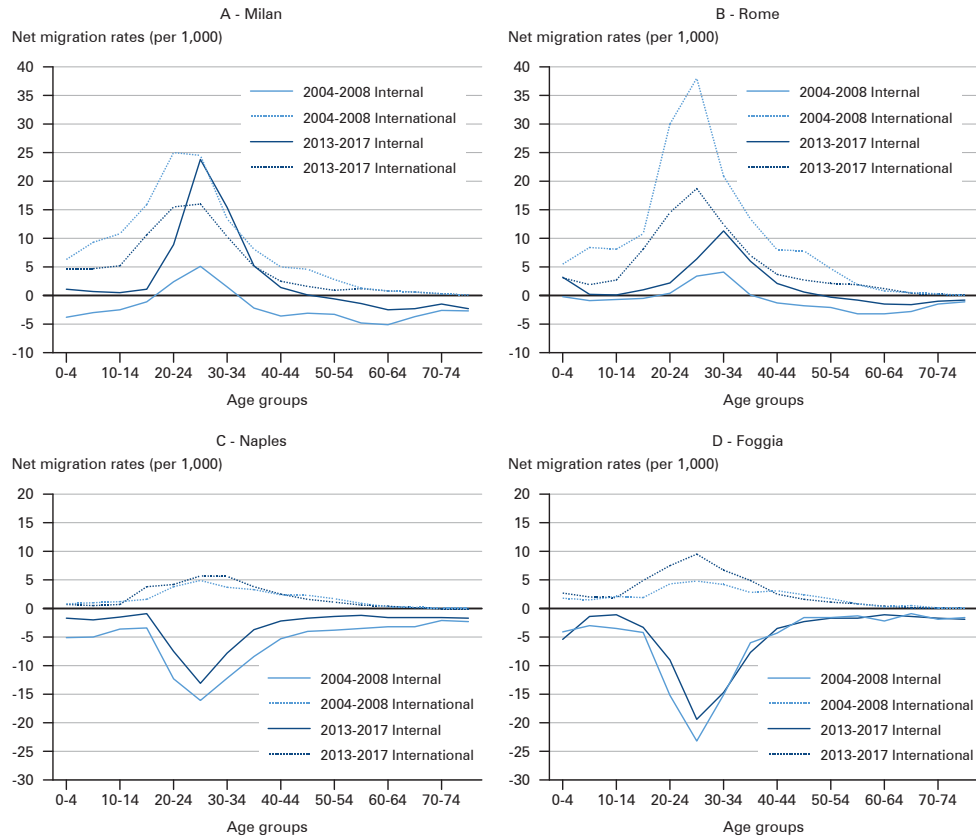 A - Milan
Net migration rates (per 1,000)
40
35
30
25
20
15
10
5
0
-5
-10
2004-2008 Internal
2004-2008 International
2013-2017 Internal
2013-2017 International
0-4 10-14 20-24 30-34 40-44 50-54 60-64 70-74
Age groups
B - Rome
Net migration rates (per 1,000)
40
35
30
25
20
15
10
5
0
-5
-10
2004-2008 Internal
2004-2008 International
2013-2017 Internal
2013-2017 International
0-4 10-14 20-24 30-34 40-44 50-54 60-64 70-74
Age groups
C - Naples
Net migration rates (per 1,000)
20
15
10
5
0
-5
-10
-15
-20
-25
-30
2004-2008 Internal
2004-2008 International
2013-2017 Internal
2013-2017 International
0-4 10-14 20-24 30-34 40-44 50-54 60-64 70-74
Age groups
D - Foggia
Net migration rates (per 1,000)
20
15
10
5
0
-5
-10
-15
-20
-25
-30
2004-2008 Internal
2004-2008 International
2013-2017 Internal
2013-2017 International
0-4 10-14 20-24 30-34 40-44 50-54 60-64 70-74
Age groups